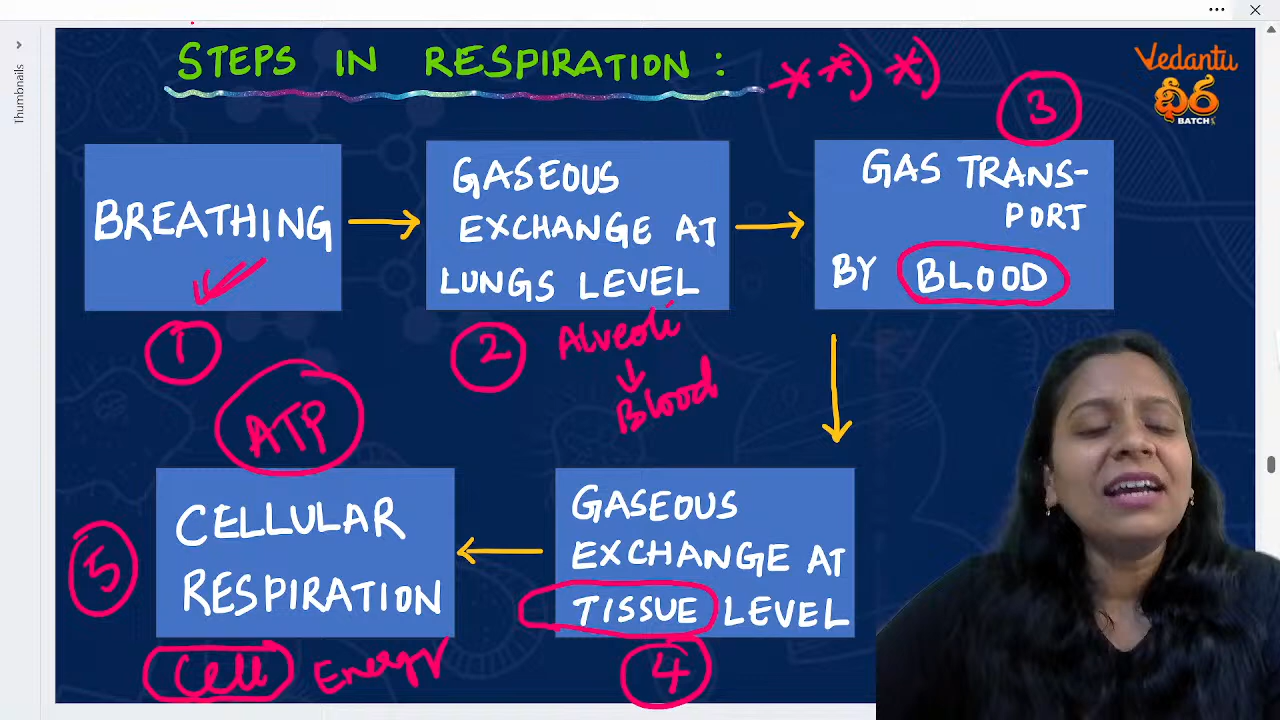 Thumbnails
STEPS IN RESPIRATION :
Vedantu
ధీర
BATCH
3
BREATHING
1
GASEOUS
EXCHANGE AT
LUNGS LEVEL
2
Alveoli
Blood
GAS TRANS-
PORT
BY BLOOD
ATP
CELLULAR
RESPIRATION
5
Cell Energy
GASEOUS
EXCHANGE AT
TISSUE LEVEL
4